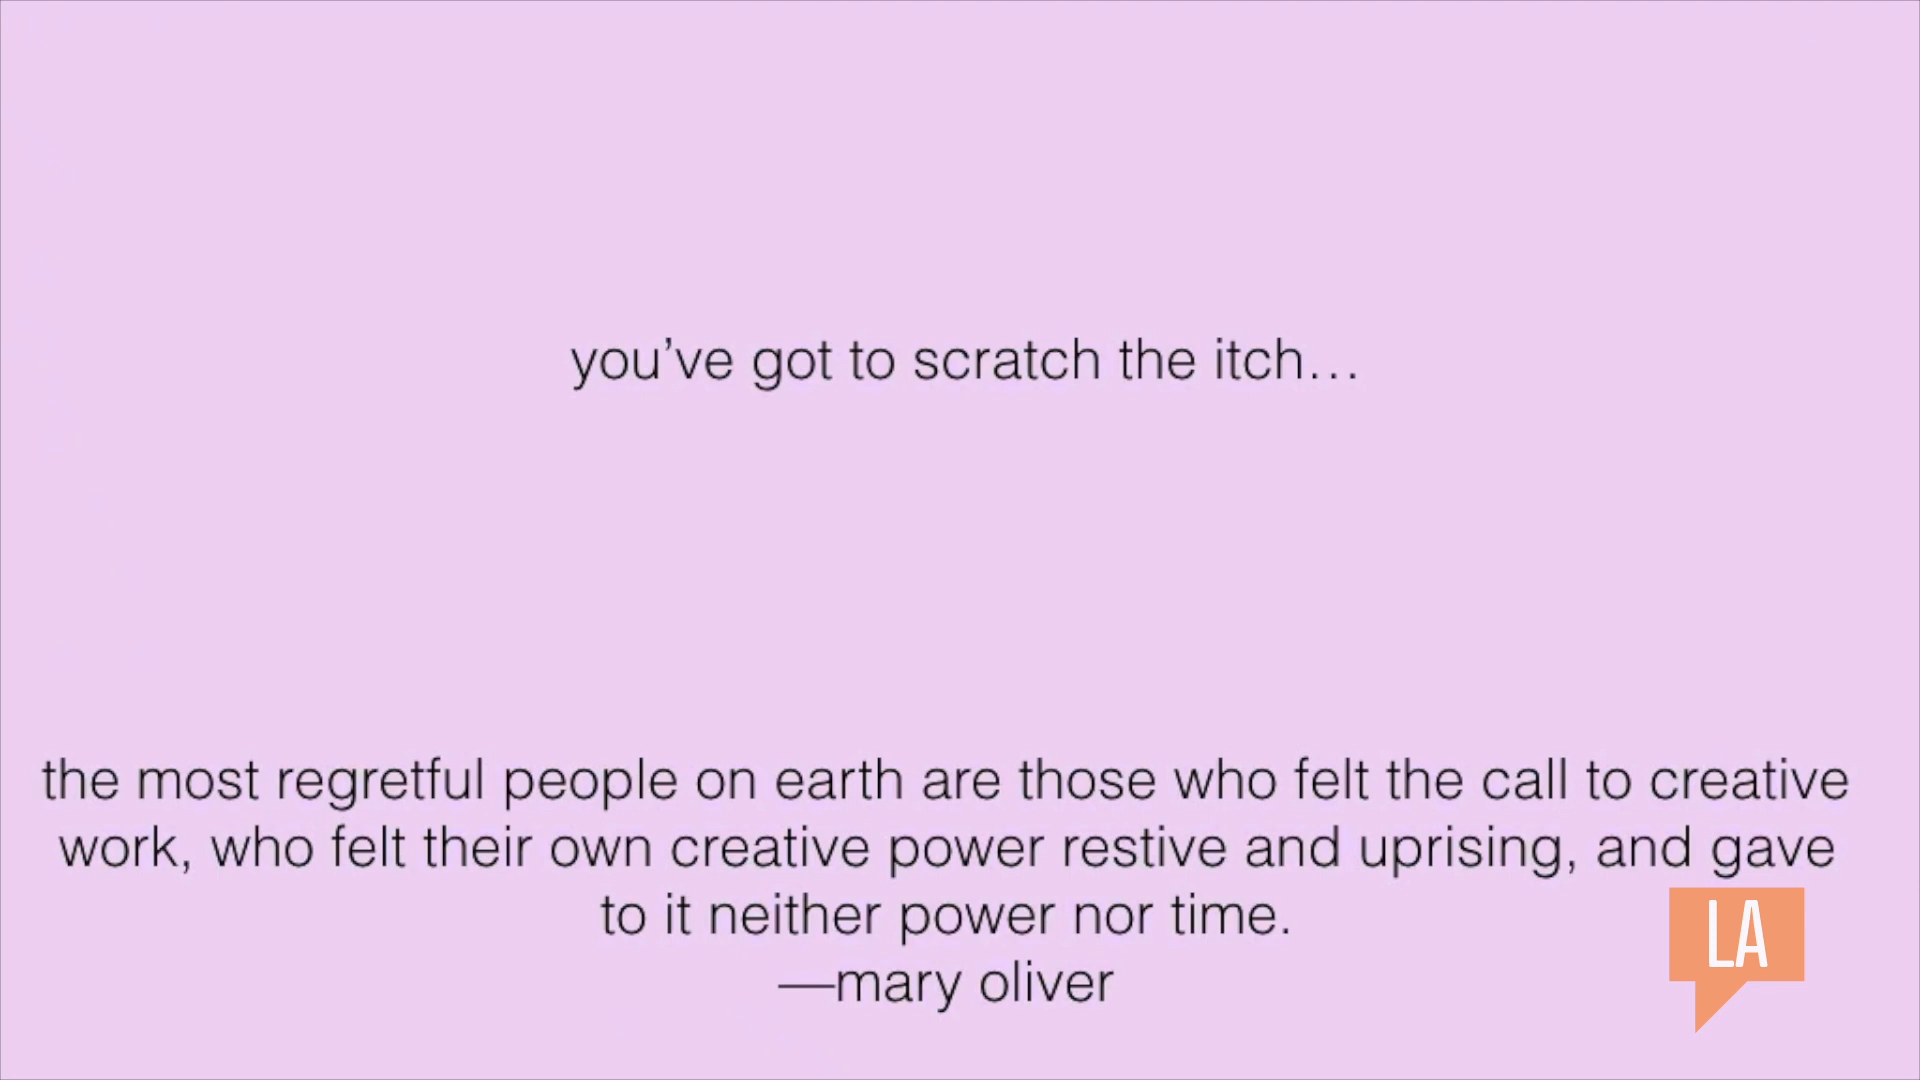 you’ve got to scratch the itch…
the most regretful people on earth are those who felt the call to creative
work, who felt their own creative power restive and uprising, and gave
to it neither power nor time.
—mary oliver
LA